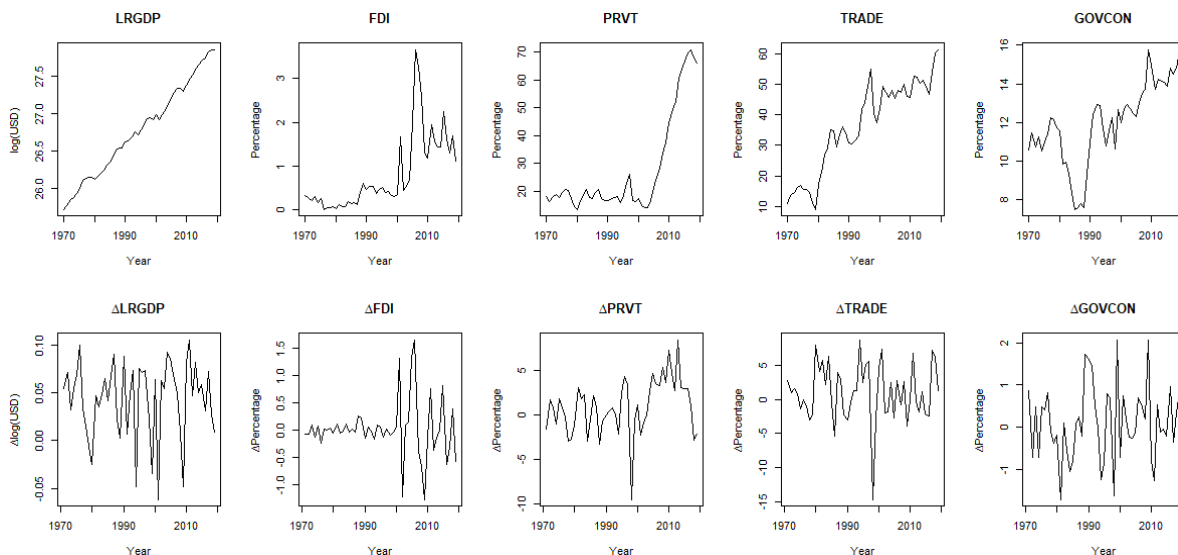 LRGDP
FDI
PRVT
TRADE
GOVCON
log(USD)
27.5
27.0
26.5
26.0
1970 1990 2010
Year
Percentage
3
2
1
0
1970 1990 2010
Year
Percentage
70
60
50
40
30
20
1970 1990 2010
Year
Percentage
60
50
40
30
20
10
1970 1990 2010
Year
Percentage
16
14
12
10
8
1970 1990 2010
Year
ΔLRGDP
ΔFDI
ΔPRVT
ΔTRADE
ΔGOVCON
Δlog(USD)
0.10
0.05
0.00
-0.05
1970 1990 2010
Year
ΔPercentage
1.5
1.0
0.5
0.0
-0.5
-1.0
1970 1990 2010
Year
ΔPercentage
5
0
-5
-10
1970 1990 2010
Year
ΔPercentage
5
0
-5
-10
-15
1970 1990 2010
Year
ΔPercentage
2
1
0
-1
1970 1990 2010
Year